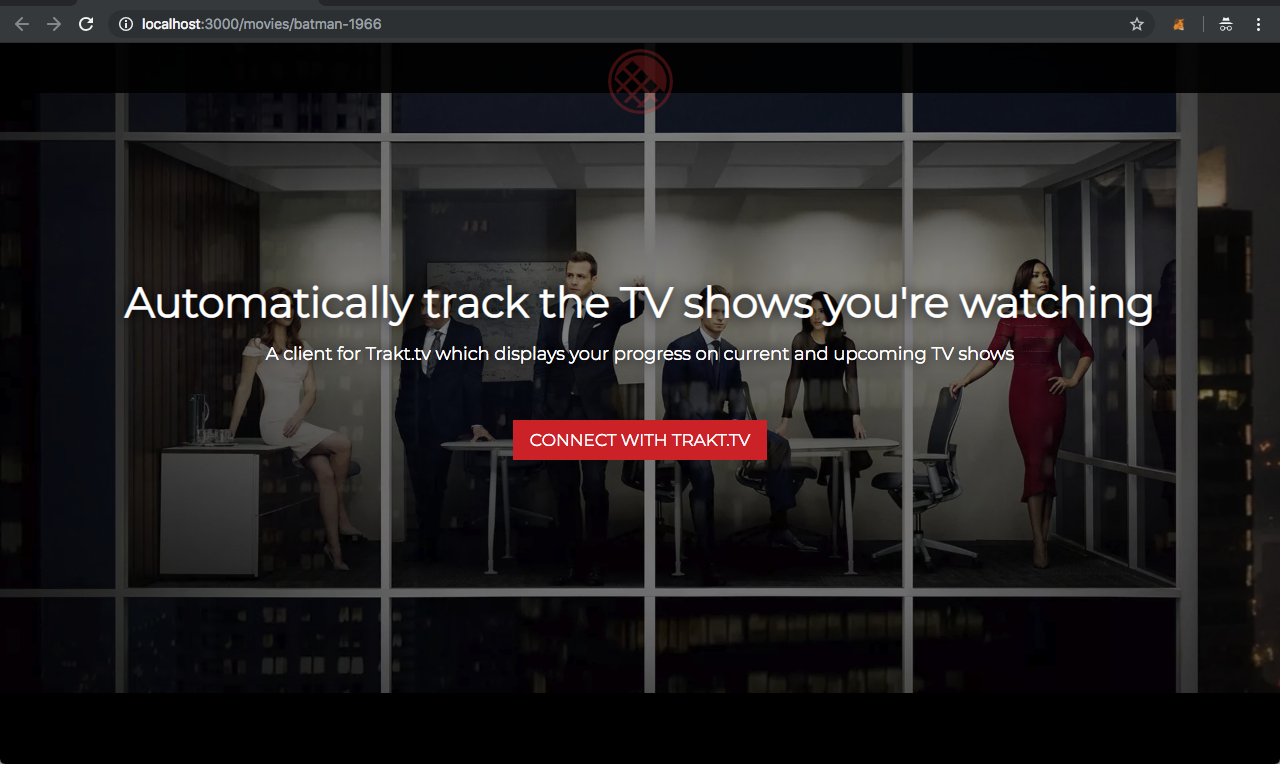 localhost:3000/movies/batman-1966
Automatically track the TV shows you're watching
A client for Trakt.tv which displays your progress on current and upcoming TV shows
CONNECT WITH TRAKT.TV